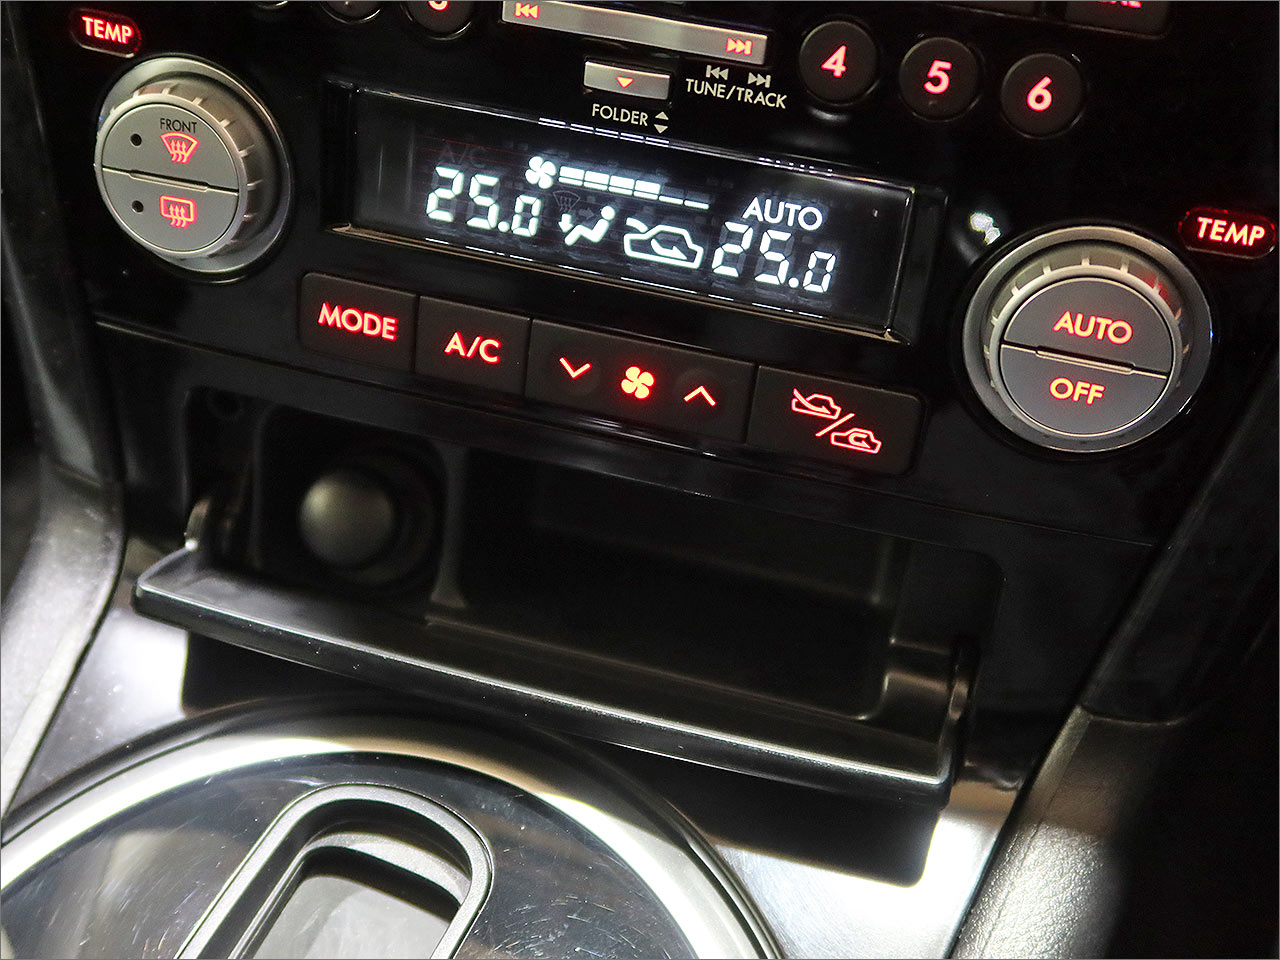 TEMP
4
5
6
TUNE/TRACK
FOLDER
FRONT
A/C
25.0
AUTO
25.0
TEMP
MODE
A/C
AUTO
OFF